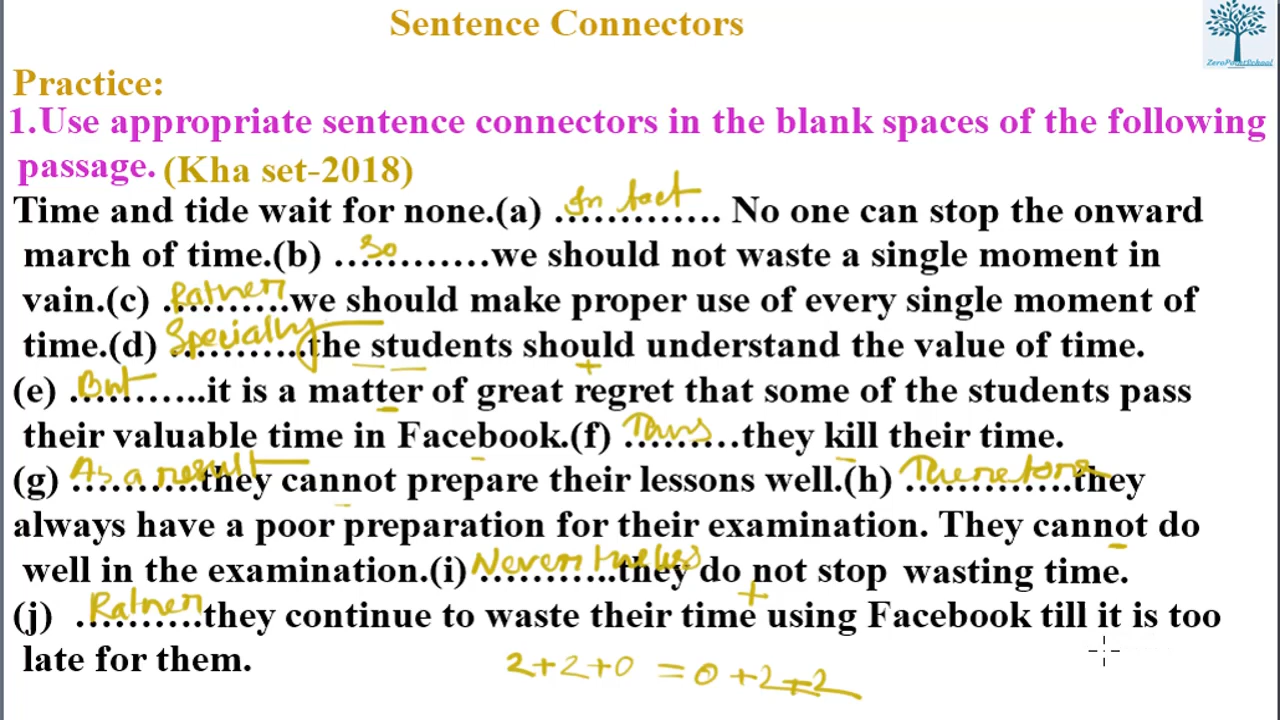 Sentence Connectors
ZeroPointSchool
Practice:
1.Use appropriate sentence connectors in the blank spaces of the following
passage. (Kha set-2018)
Time and tide wait for none.(a) In fact …………. No one can stop the onward
march of time.(b) So …………we should not waste a single moment in
vain.(c) Rather ……….we should make proper use of every single moment of
time.(d) Specially ………..the students should understand the value of time.
(e) But ………..it is a matter of great regret that some of the students pass
their valuable time in Facebook.(f) Thus ………they kill their time.
(g) As a result ……….they cannot prepare their lessons well.(h) Therefore ………….they
always have a poor preparation for their examination. They cannot do
well in the examination.(i) Nevertheless ………..they do not stop wasting time.
(j) Rather ……….they continue to waste their time using Facebook till it is too
late for them.
2+2+0 = 0+2+2